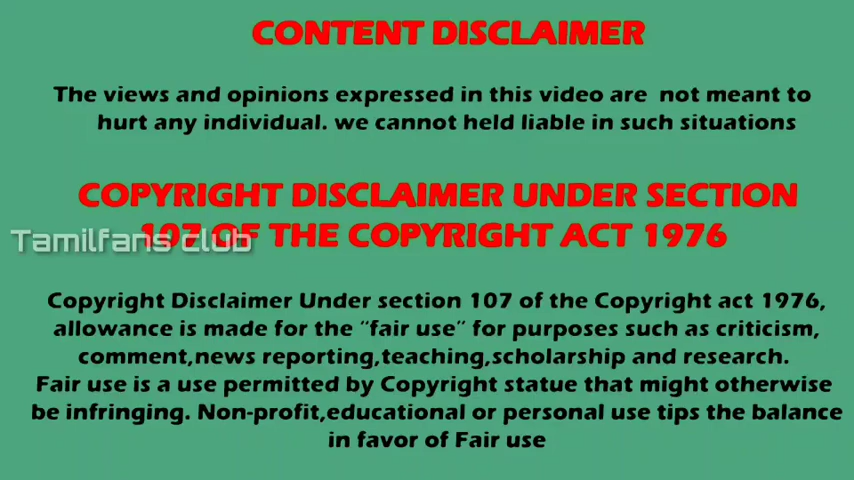 CONTENT DISCLAIMER
The views and opinions expressed in this video are not meant to
hurt any individual. we cannot held liable in such situations
COPYRIGHT DISCLAIMER UNDER SECTION
107 OF THE COPYRIGHT ACT 1976
Tamilfans club
Copyright Disclaimer Under section 107 of the Copyright act 1976,
allowance is made for the “fair use” for purposes such as criticism,
comment,news reporting,teaching,scholarship and research.
Fair use is a use permitted by Copyright statue that might otherwise
be infringing. Non-profit,educational or personal use tips the balance
in favor of Fair use